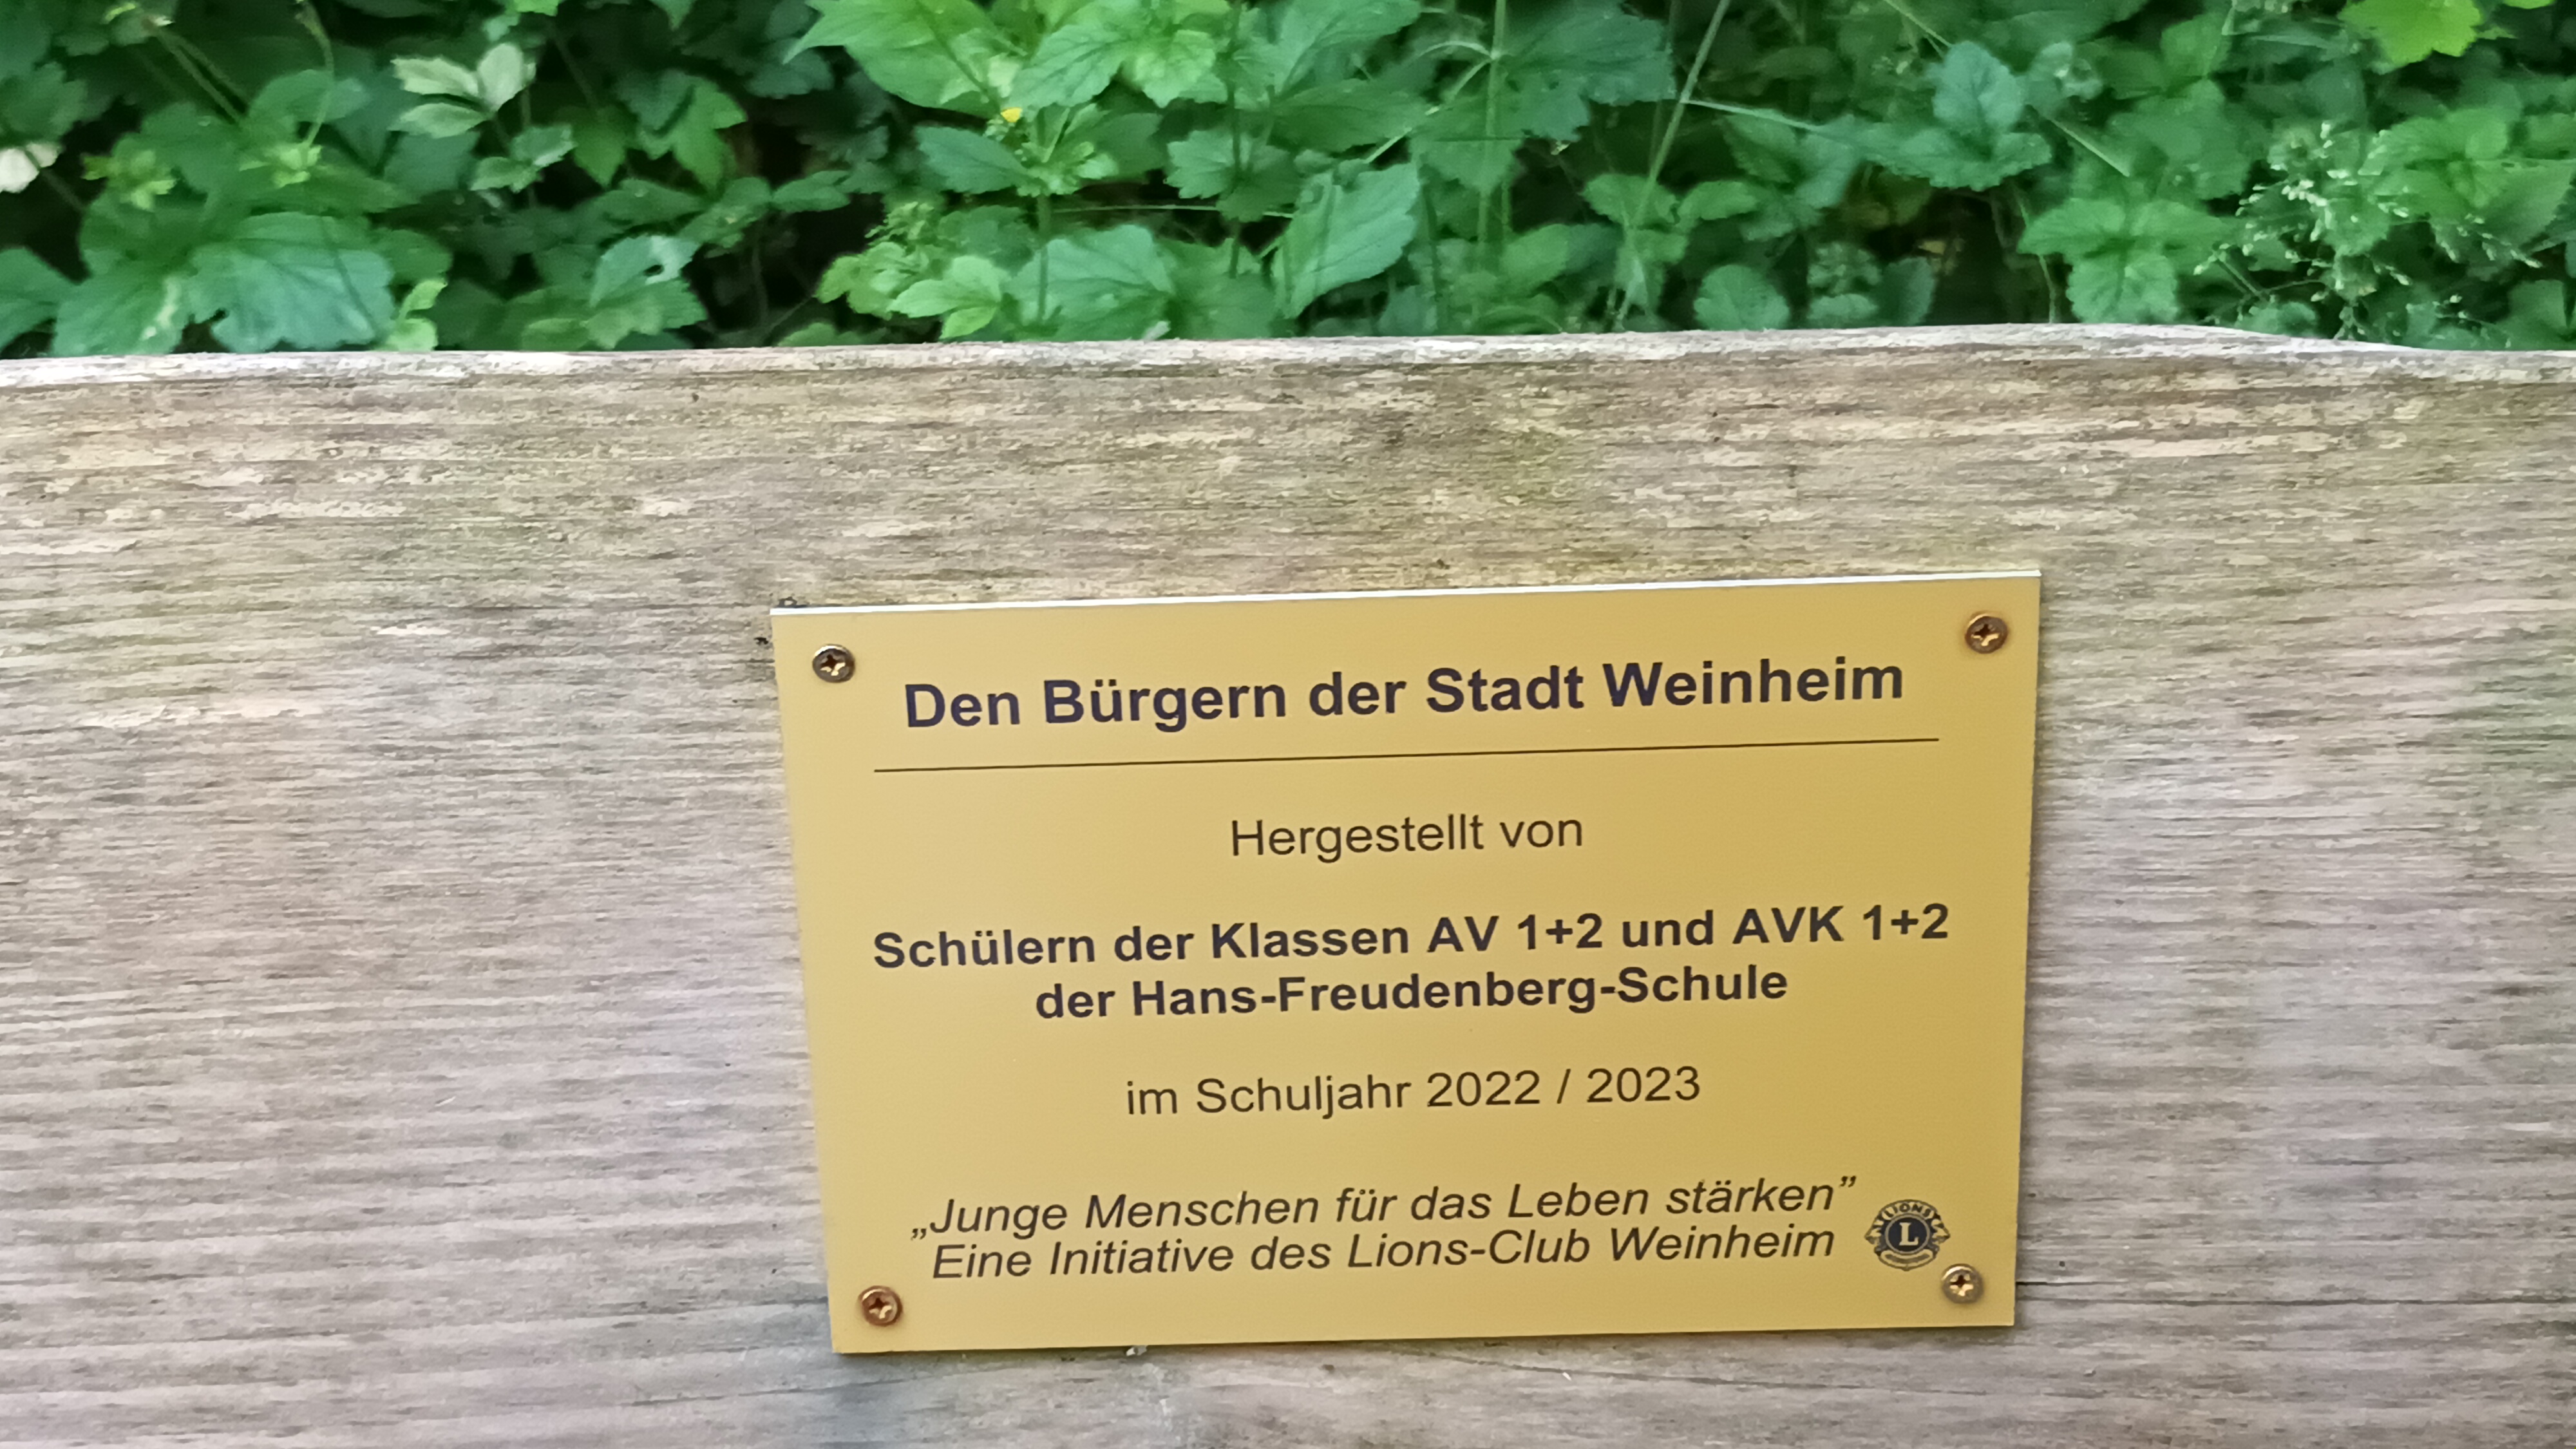 Den Bürgern der Stadt Weinheim
Hergestellt von
Schülern der Klassen AV 1+2 und AVK 1+2
der Hans-Freudenberg-Schule
im Schuljahr 2022 / 2023
„Junge Menschen für das Leben stärken”
Eine Initiative des Lions-Club Weinheim
LIONS
L